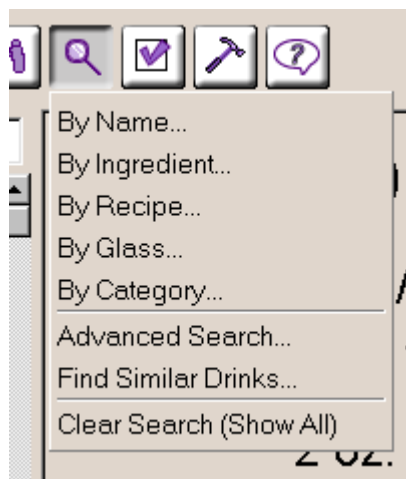 ?
By Name...
By Ingredient...
By Recipe...
By Glass...
By Category...
Advanced Search...
Find Similar Drinks...
Clear Search (Show All)
2 oz.